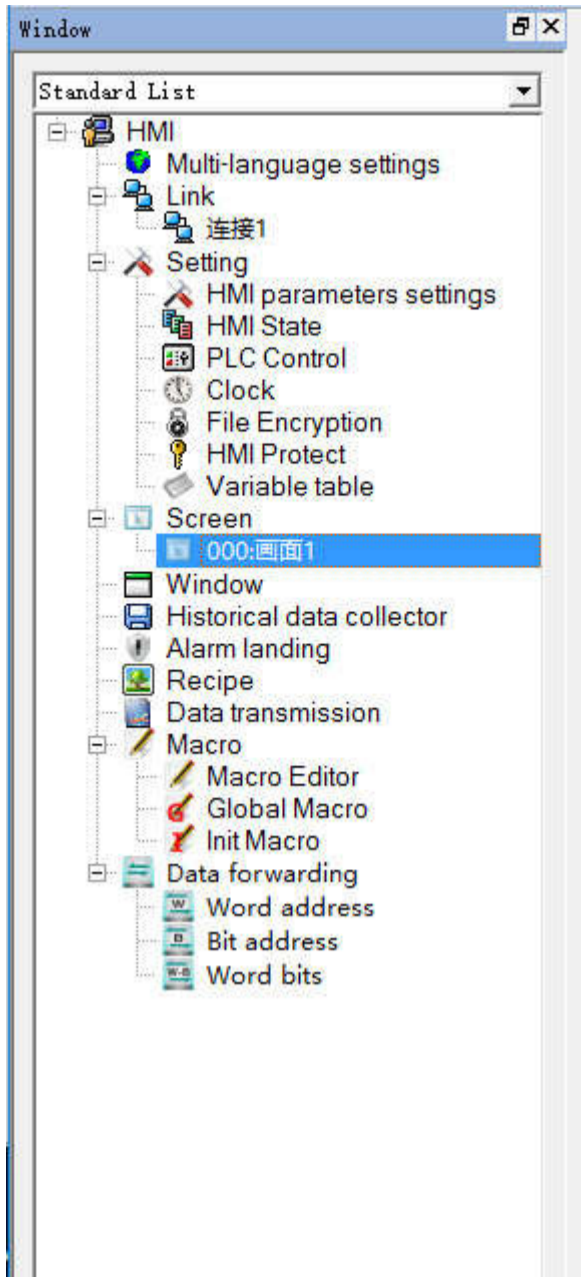 Window
Standard List
HMI
Multi-language settings
Link
连接1
Setting
HMI parameters settings
HMI State
PLC Control
Clock
File Encryption
HMI Protect
Variable table
Screen
000:画面1
Window
Historical data collector
Alarm landing
Recipe
Data transmission
Macro
Macro Editor
Global Macro
Init Macro
Data forwarding
W Word address
B Bit address
W-B Word bits